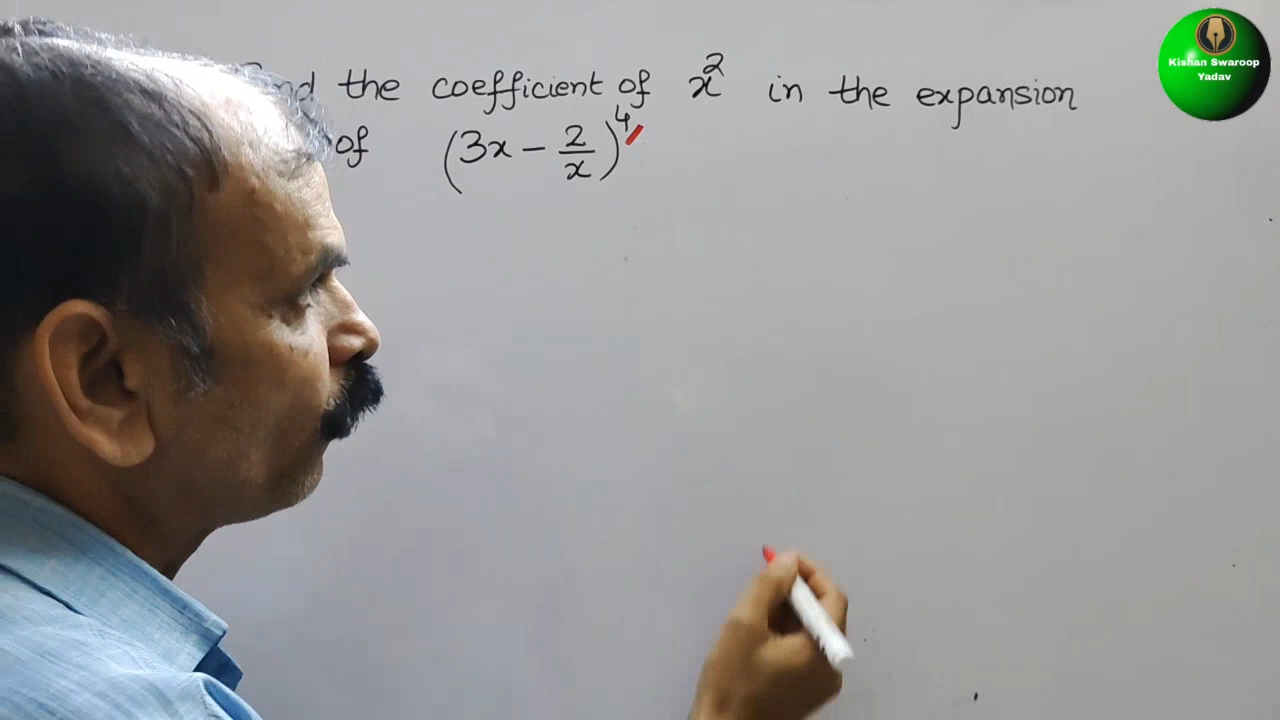 the coefficient of x² in the expansion
of (3x - 2/x)⁴
Kishan Swaroop
Yadav